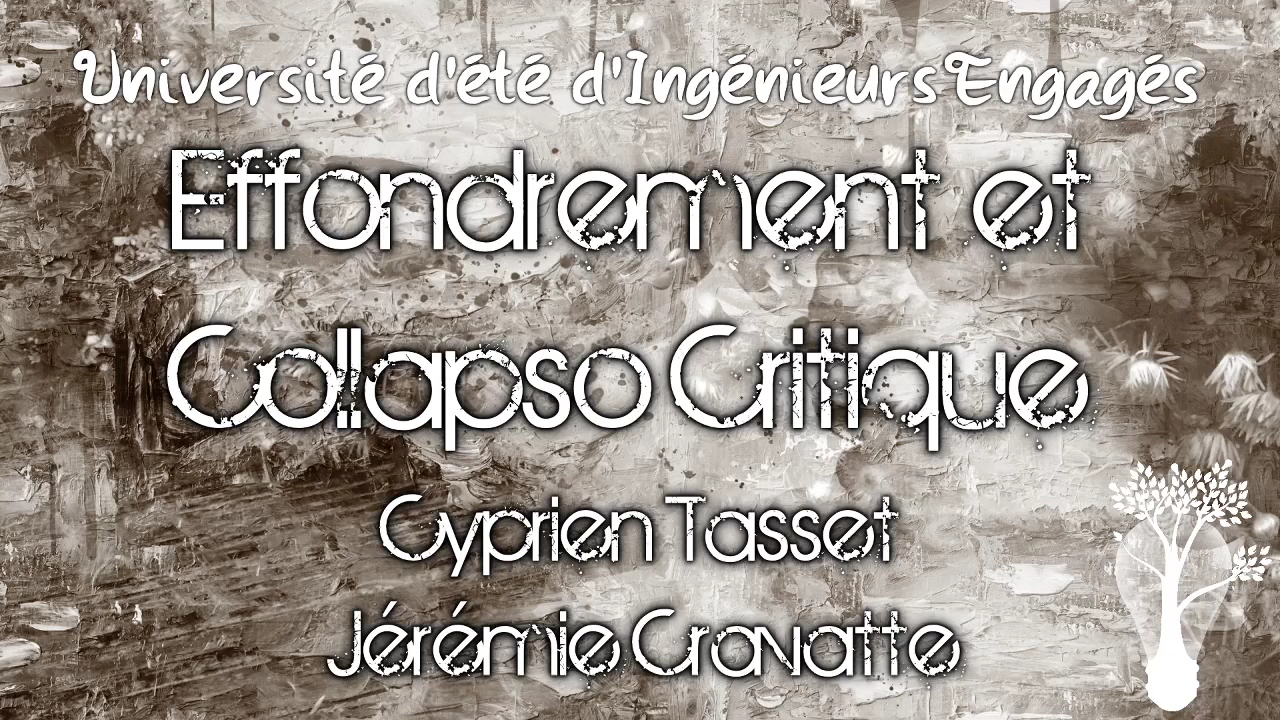 Université d'été d'Ingénieurs Engagés
Effondrement et
Collapso Critique
Cyprien Tasset
Jérémie Cravatte